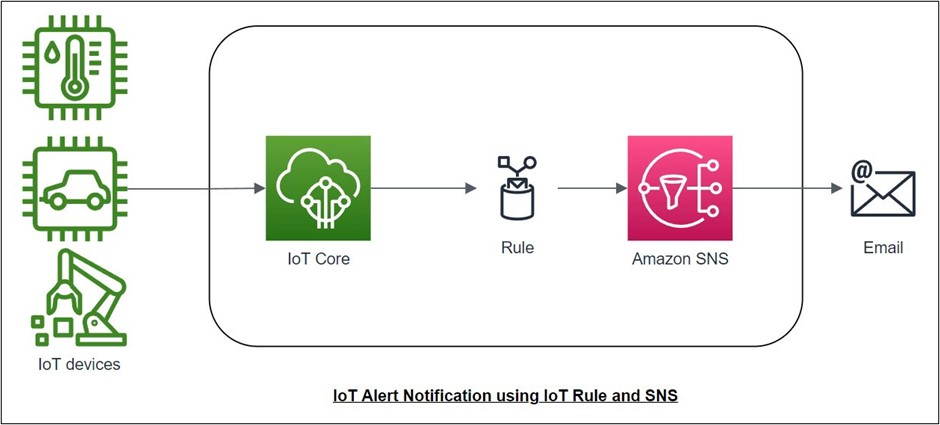 IoT Core
Rule
Amazon SNS
Email
IoT devices
IoT Alert Notification using IoT Rule and SNS